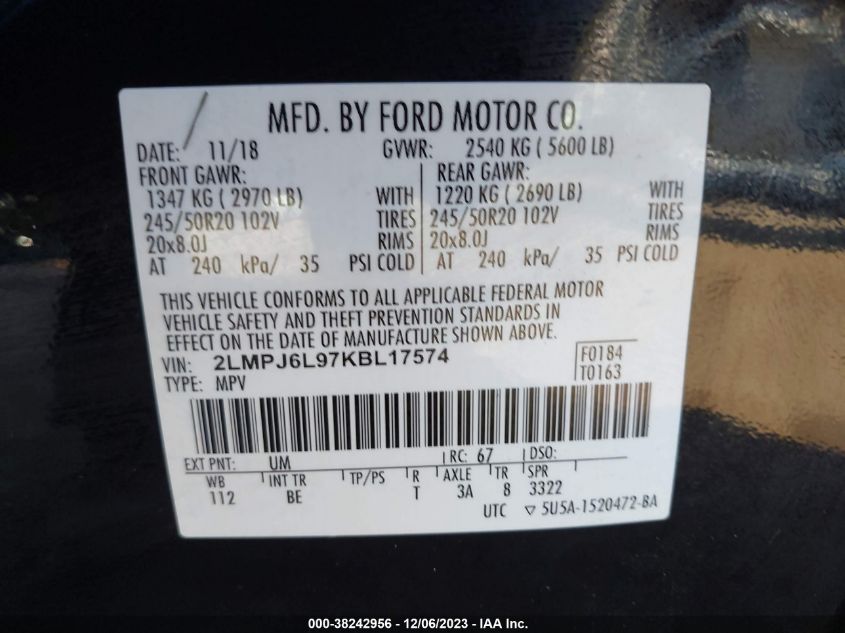 MFD. BY FORD MOTOR CO.
DATE: 11/18 GVWR: 2540 KG ( 5600 LB)
FRONT GAWR: REAR GAWR:
1347 KG ( 2970 LB) WITH 1220 KG ( 2690 LB) WITH
245/50R20 102V TIRES 245/50R20 102V TIRES
20x8.0J RIMS 20x8.0J RIMS
AT 240 kPa/ 35 PSI COLD AT 240 kPa/ 35 PSI COLD
THIS VEHICLE CONFORMS TO ALL APPLICABLE FEDERAL MOTOR
VEHICLE SAFETY AND THEFT PREVENTION STANDARDS IN
EFFECT ON THE DATE OF MANUFACTURE SHOWN ABOVE.
VIN: 2LMPJ6L97KBL17574 F0184
TYPE: MPV T0163
EXT PNT: UM RC: 67 DSO:
WB INT TR TP/PS R AXLE TR SPR
112 BE T 3A 8 3322
UTC ▽ 5U5A-1520472-BA
000-38242956 - 12/06/2023 - IAA Inc.